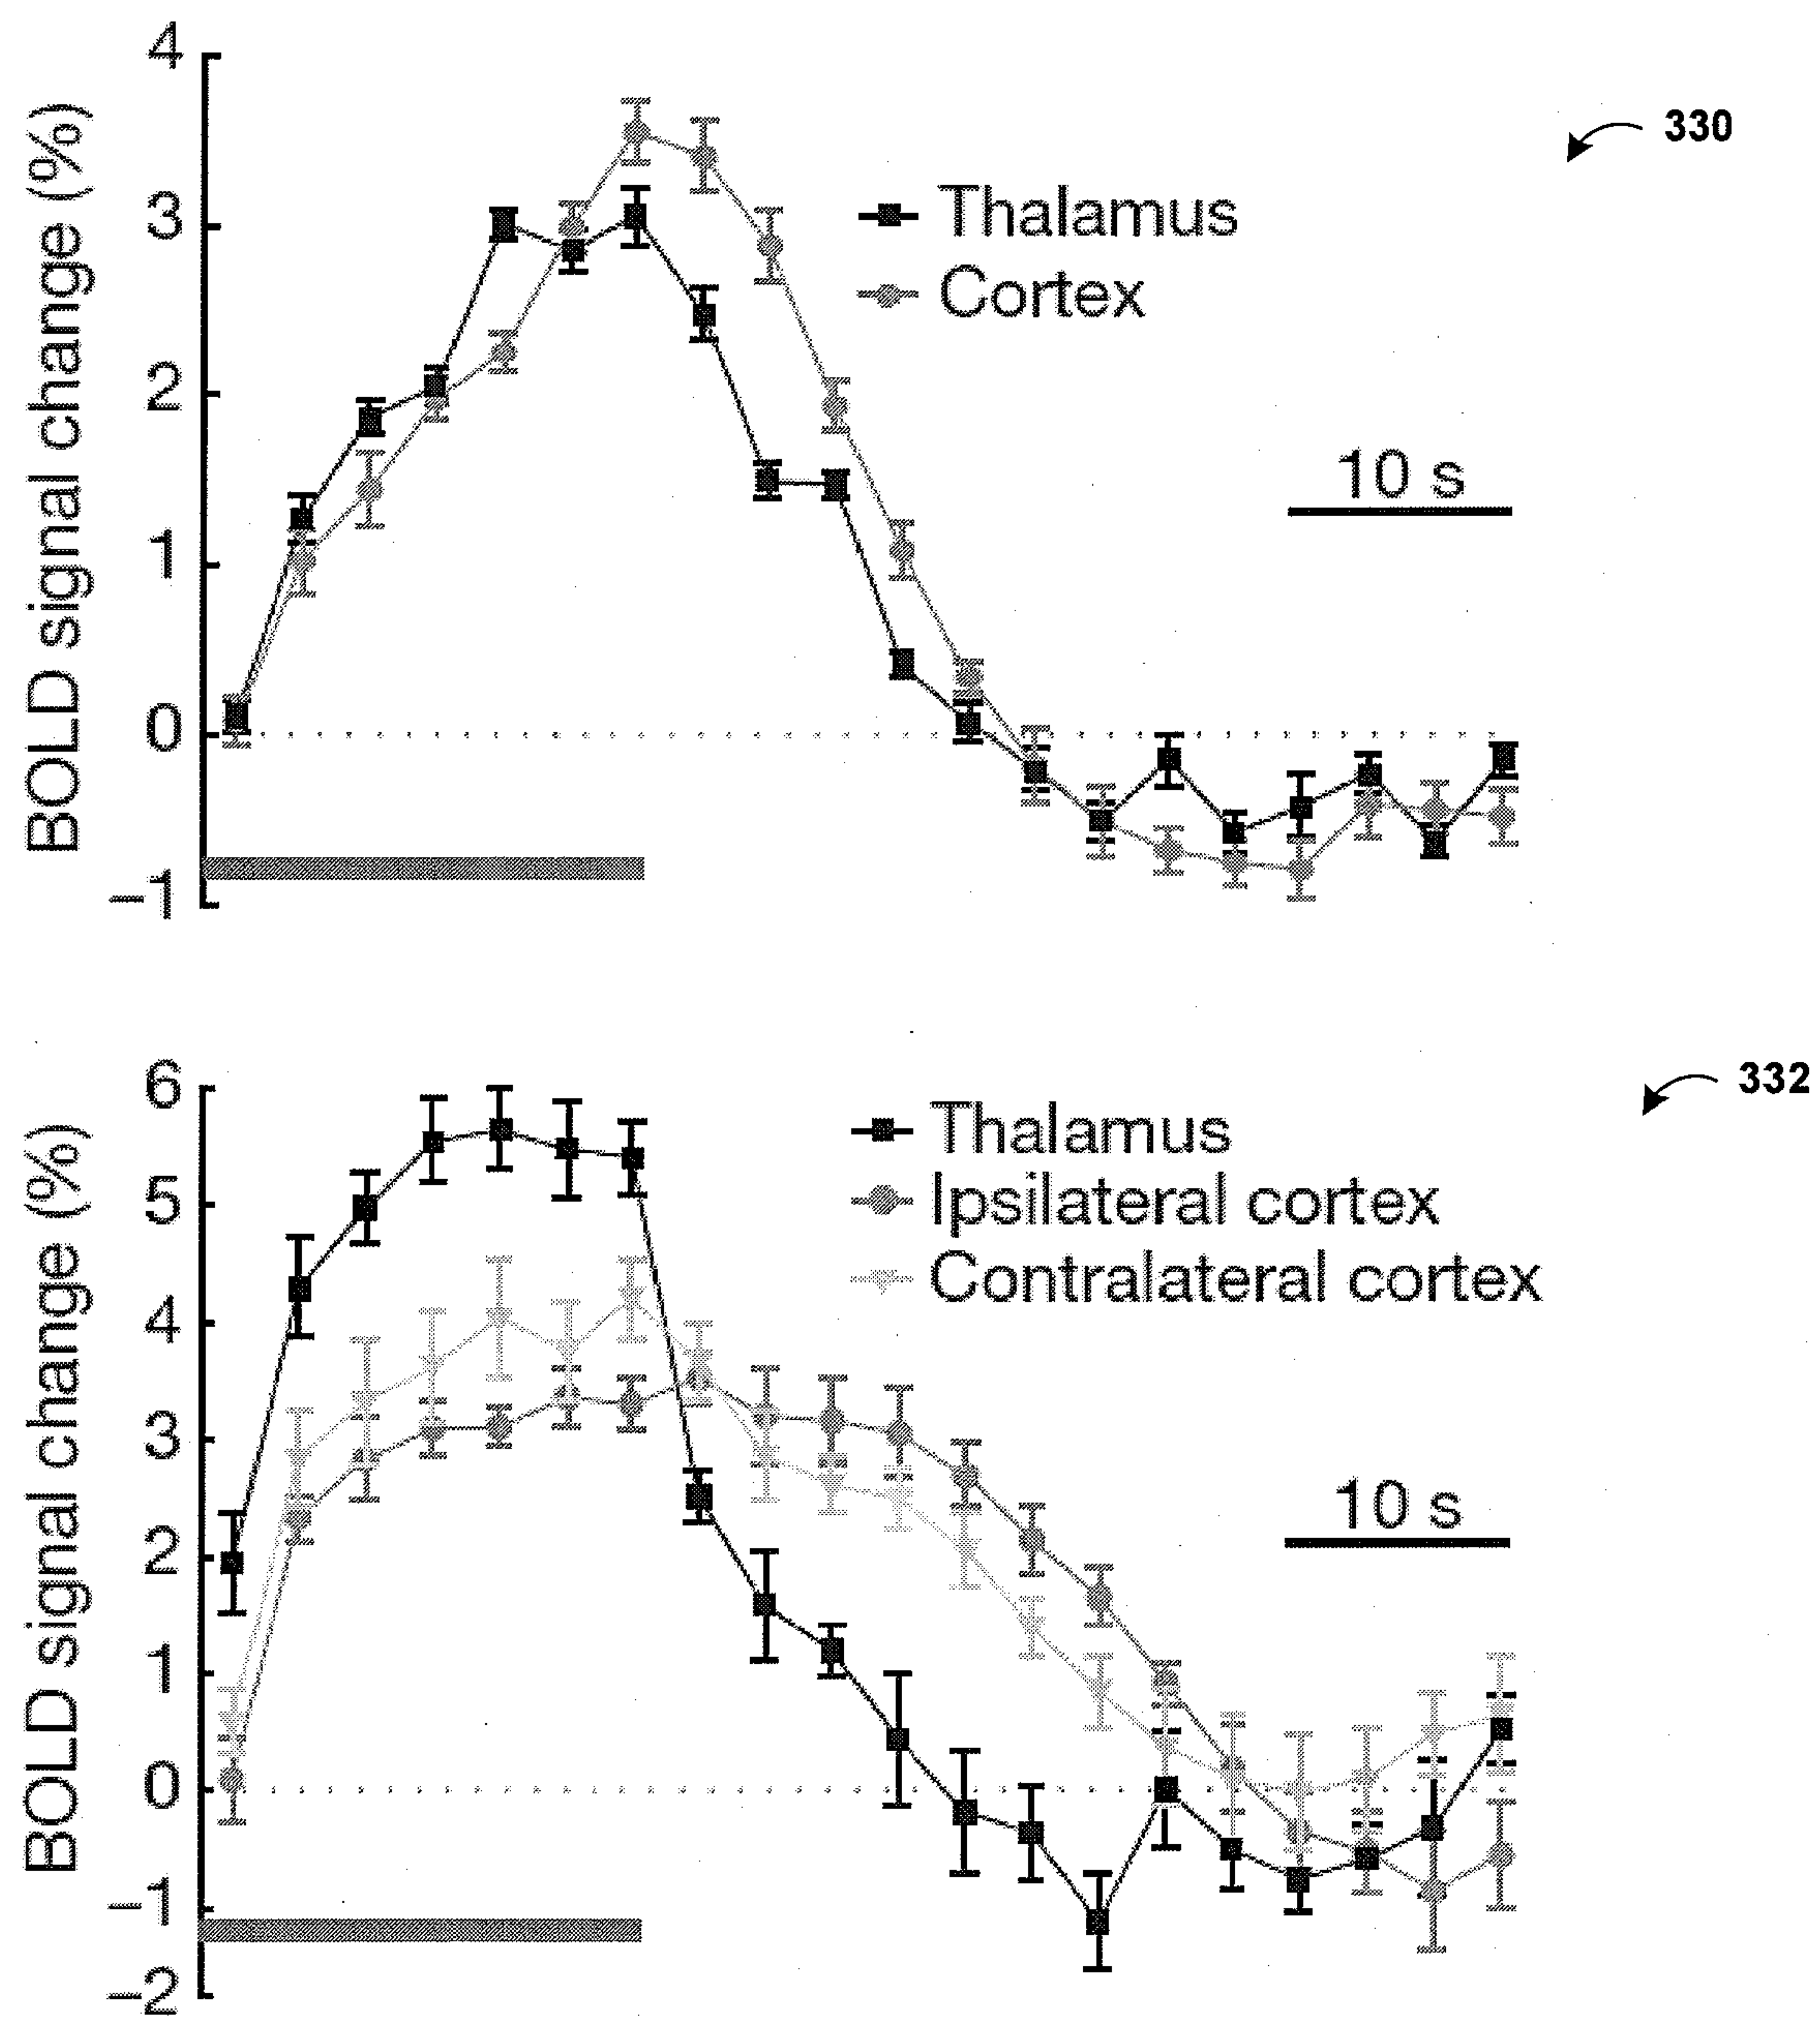 4
330
3
Thalamus
Cortex
2
10 s
1
0
−1
BOLD signal change (%)
6
332
Thalamus
5
Ipsilateral cortex
Contralateral cortex
4
3
10 s
2
1
0
−1
−2
BOLD signal change (%)